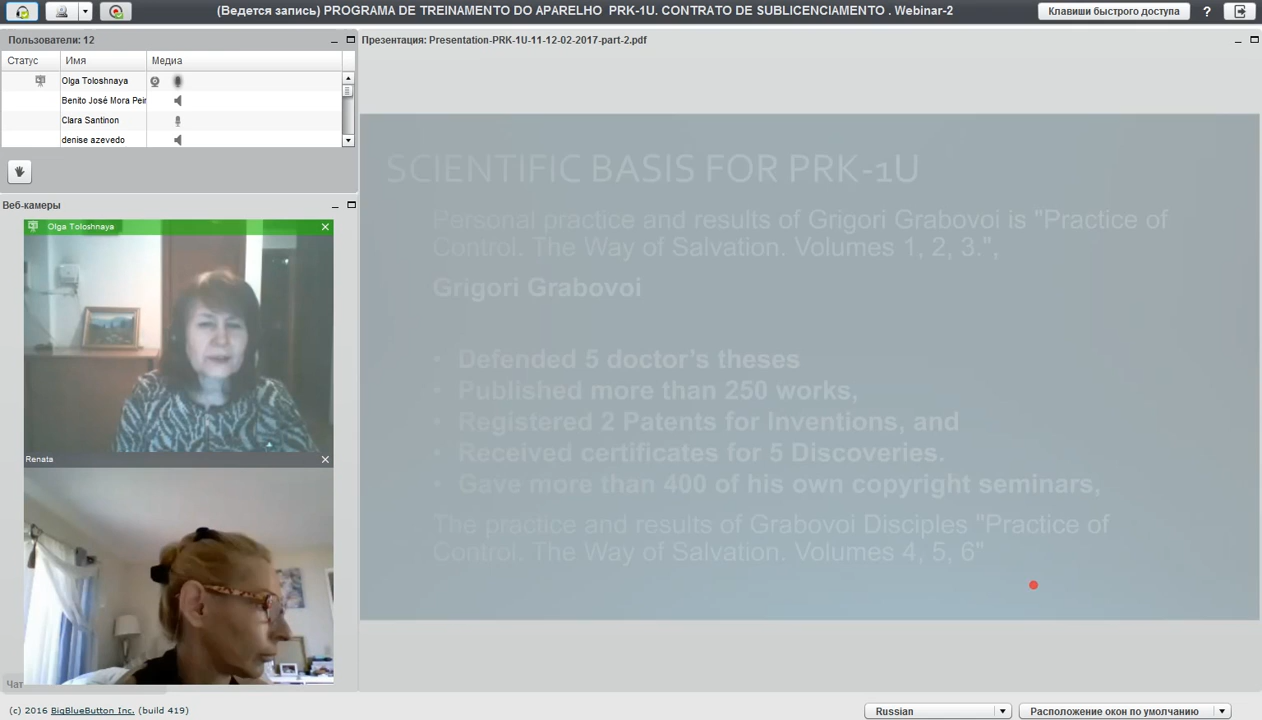 (Ведется запись) PROGRAMA DE TREINAMENTO DO APARELHO PRK-1U. CONTRATO DE SUBLICENCIAMENTO . Webinar-2
Клавиши быстрого доступа
?
Пользователи: 12
Статус Имя Медиа
Olga Toloshnaya
Benito José Mora Peir
Clara Santinon
denise azevedo
Веб-камеры
Olga Toloshnaya
Renata
Чат
Презентация: Presentation-PRK-1U-11-12-02-2017-part-2.pdf
SCIENTIFIC BASIS FOR PRK-1U
Personal practice and results of Grigori Grabovoi is "Practice of
Control. The Way of Salvation. Volumes 1, 2, 3.",
Grigori Grabovoi
• Defended 5 doctor's theses
• Published more than 250 works,
• Registered 2 Patents for Inventions, and
• Received certificates for 5 Discoveries.
• Gave more than 400 of his own copyright seminars,
The practice and results of Grabovoi Disciples "Practice of
Control. The Way of Salvation. Volumes 4, 5, 6"
(c) 2016 BigBlueButton Inc. (build 419)
Russian
Расположение окон по умолчанию